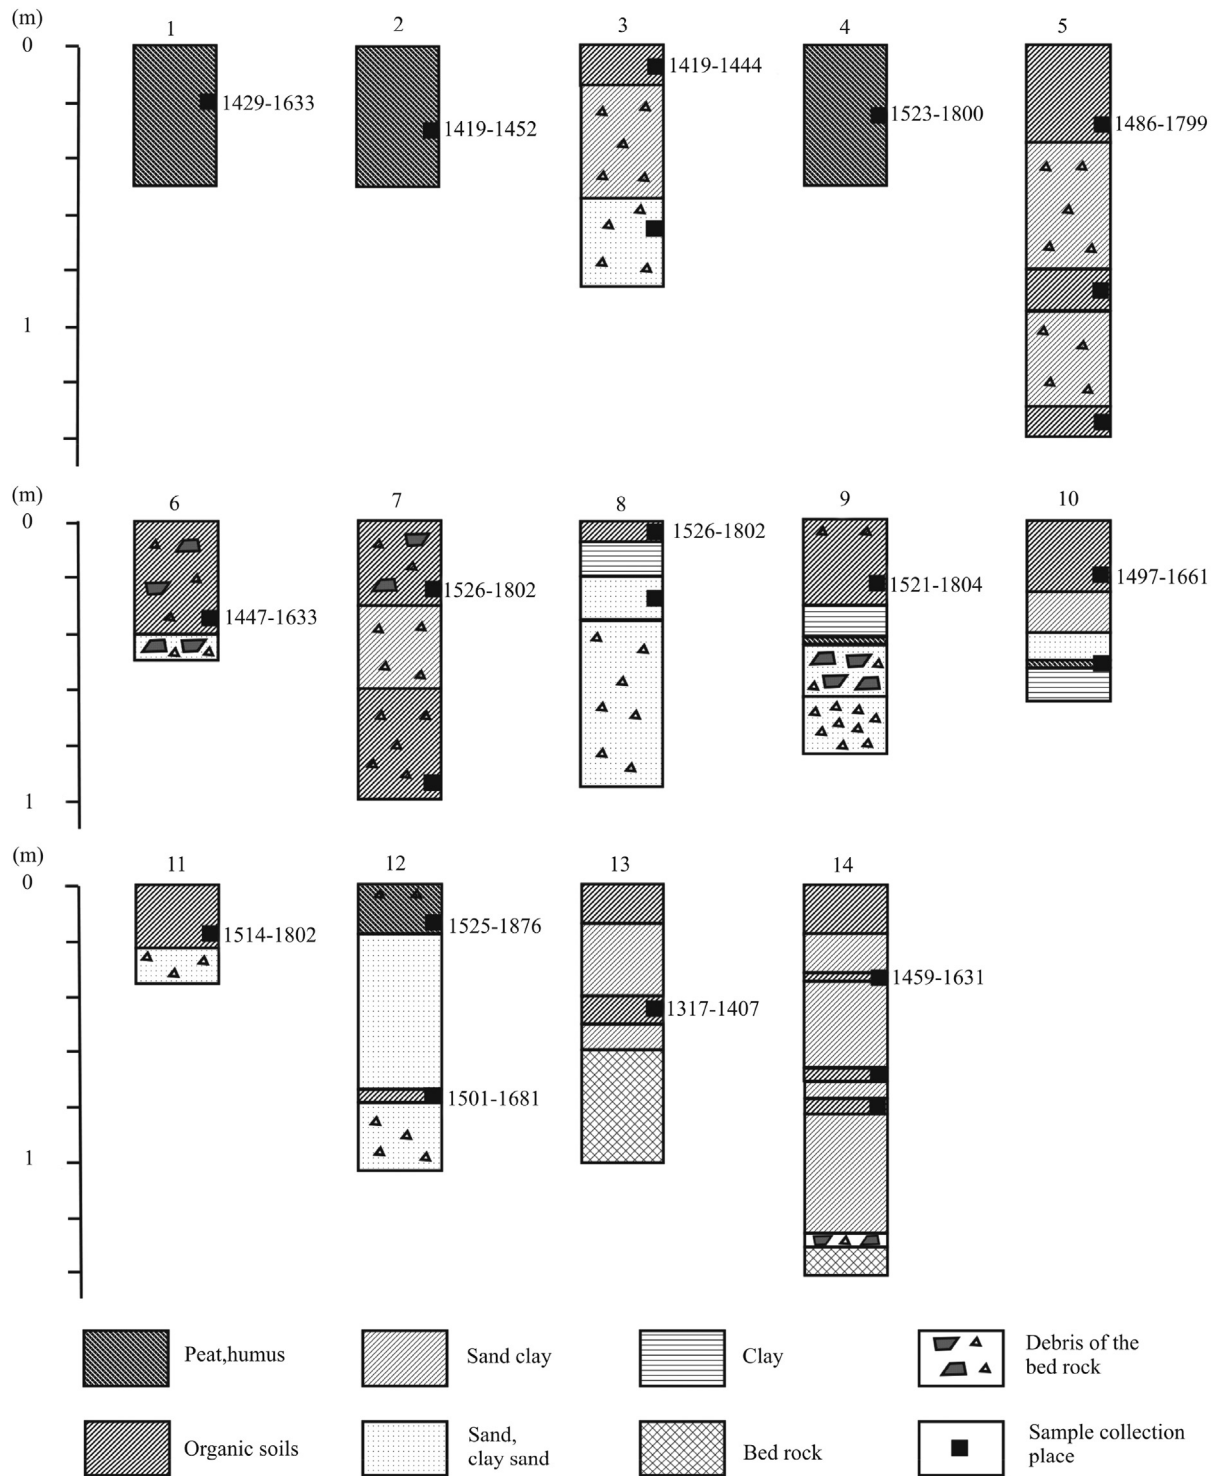 (m)
1
2
3
4
5
0
1419-1444
1429-1633
1419-1452
1523-1800
1486-1799
1
(m)
6
7
8
9
10
0
1526-1802
1447-1633
1526-1802
1521-1804
1497-1661
1
(m)
11
12
13
14
0
1514-1802
1525-1876
1459-1631
1317-1407
1501-1681
1
Peat,humus
Sand clay
Clay
Debris of the
bed rock
Organic soils
Sand,
clay sand
Bed rock
Sample collection
place